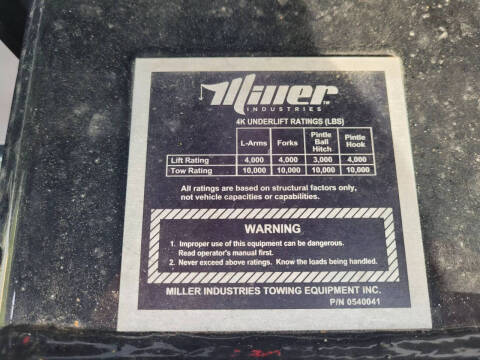 Miller™
INDUSTRIES
4K UNDERLIFT RATINGS (LBS)
L-Arms Forks Pintle Ball Hitch Pintle Hook
Lift Rating 4,000 4,000 3,000 4,000
Tow Rating 10,000 10,000 10,000 10,000
All ratings are based on structural factors only,
not vehicle capacities or capabilities.
WARNING
1. Improper use of this equipment can be dangerous.
Read operator's manual first.
2. Never exceed above ratings. Know the loads being handled.
MILLER INDUSTRIES TOWING EQUIPMENT INC.
P/N 0540041